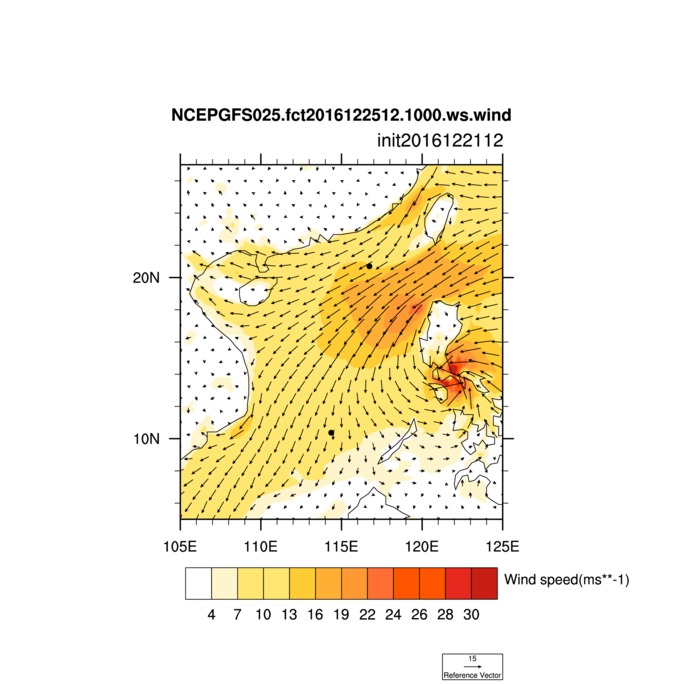 NCEPGFS025.fct2016122512.1000.ws.wind
init2016122112
20N
10N
105E 110E 115E 120E 125E
Wind speed(ms**-1)
4 7 10 13 16 19 22 24 26 28 30
15
Reference Vector